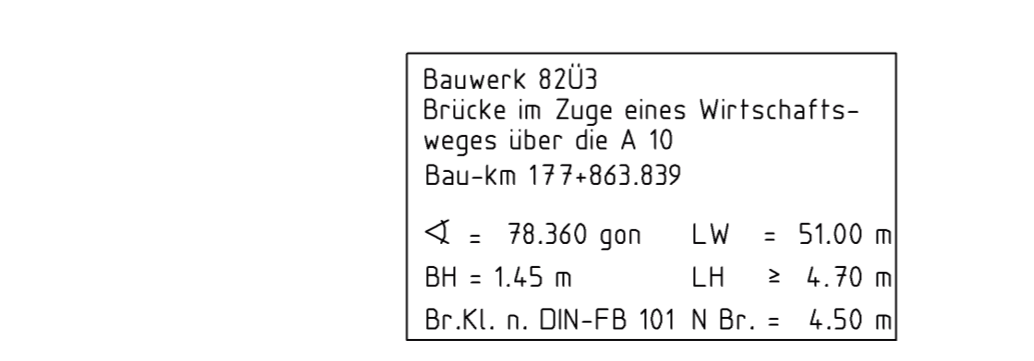 Bauwerk 82Ü3
Brücke im Zuge eines Wirtschafts-
weges über die A 10
Bau-km 177+863.839
∢ = 78.360 gon LW = 51.00 m
BH = 1.45 m LH ≥ 4.70 m
Br.Kl. n. DIN-FB 101 N Br. = 4.50 m